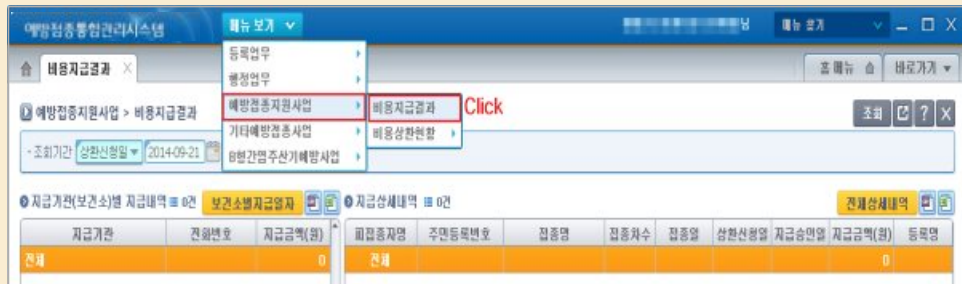 예방접종통합관리시스템
메뉴 보기
메뉴 찾기
비용지급결과
홈메뉴
바로가기
등록업무
행정업무
예방접종지원사업
기타예방접종사업
B형간염주산기예방사업
비용지급결과
비용상환현황
Click
예방접종지원사업 > 비용지급결과
조회
- 조회기간 상환신청일 2014-09-21
지급기관(보건소)별 지급내역 0건 보건소별지급일자
지급상세내역 0건 전체상세내역
지급기관 전화번호 지급금액(원)
전체 0
피접종자명 주민등록번호 접종명 접종차수 접종일 상환신청일 지급승인일 지급금액(원) 등록명
전체 0